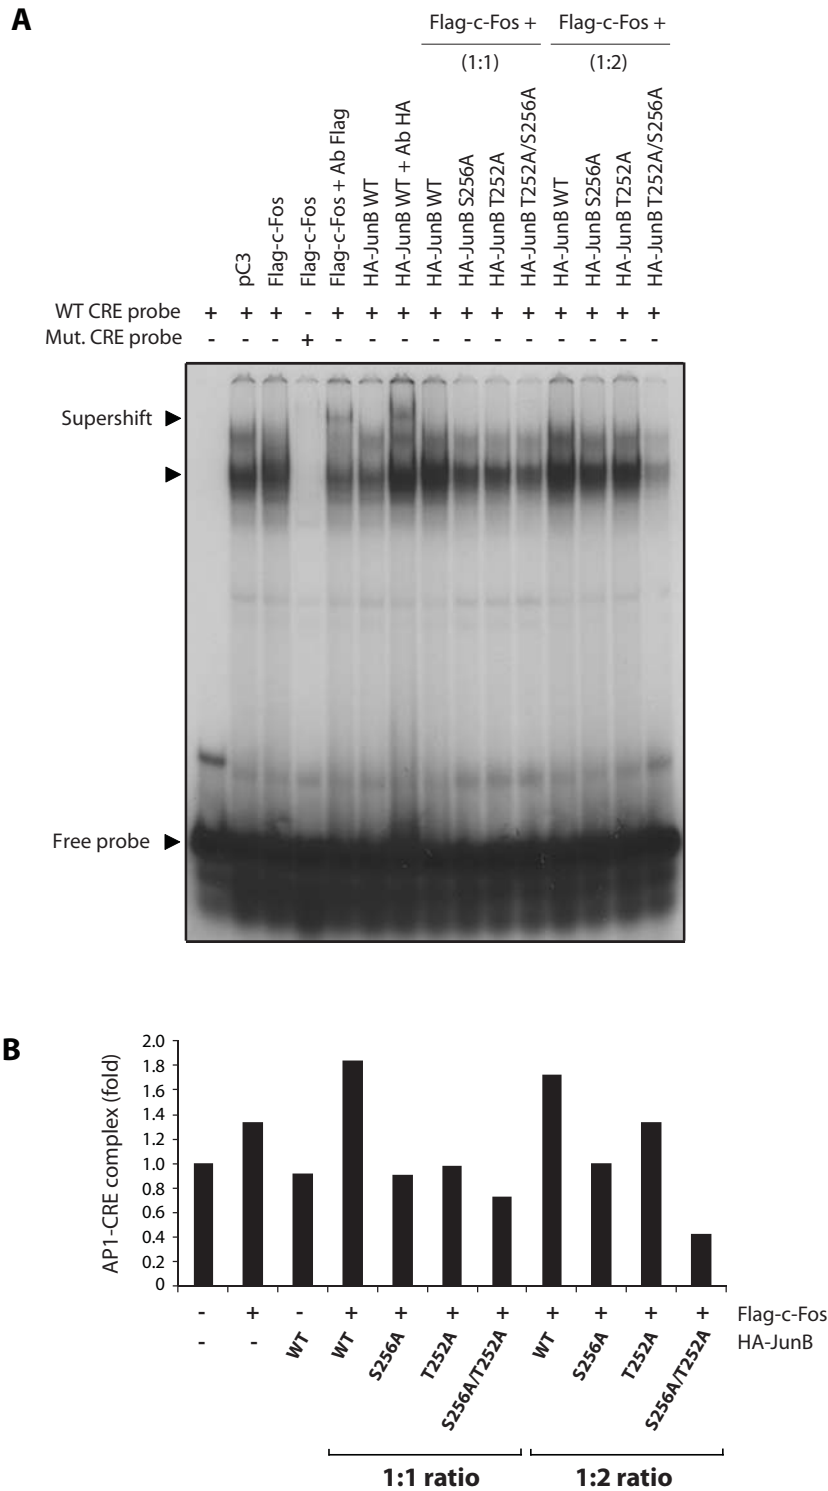 A
Flag-c-Fos + Flag-c-Fos +
(1:1) (1:2)
pC3
Flag-c-Fos
Flag-c-Fos
Flag-c-Fos + Ab Flag
HA-JunB WT
HA-JunB WT + Ab HA
HA-JunB WT
HA-JunB S256A
HA-JunB T252A
HA-JunB T252A/S256A
HA-JunB WT
HA-JunB S256A
HA-JunB T252A
HA-JunB T252A/S256A
WT CRE probe + + + - + + + + + + + + + + +
Mut. CRE probe - - - + - - - - - - - - - - -
Supershift
Free probe
B
AP1-CRE complex (fold)
2.0
1.8
1.6
1.4
1.2
1.0
0.8
0.6
0.4
0.2
0
- + - + + + + + + + + Flag-c-Fos
- - WT WT S256A T252A S256A/T252A WT S256A T252A S256A/T252A HA-JunB
1:1 ratio 1:2 ratio